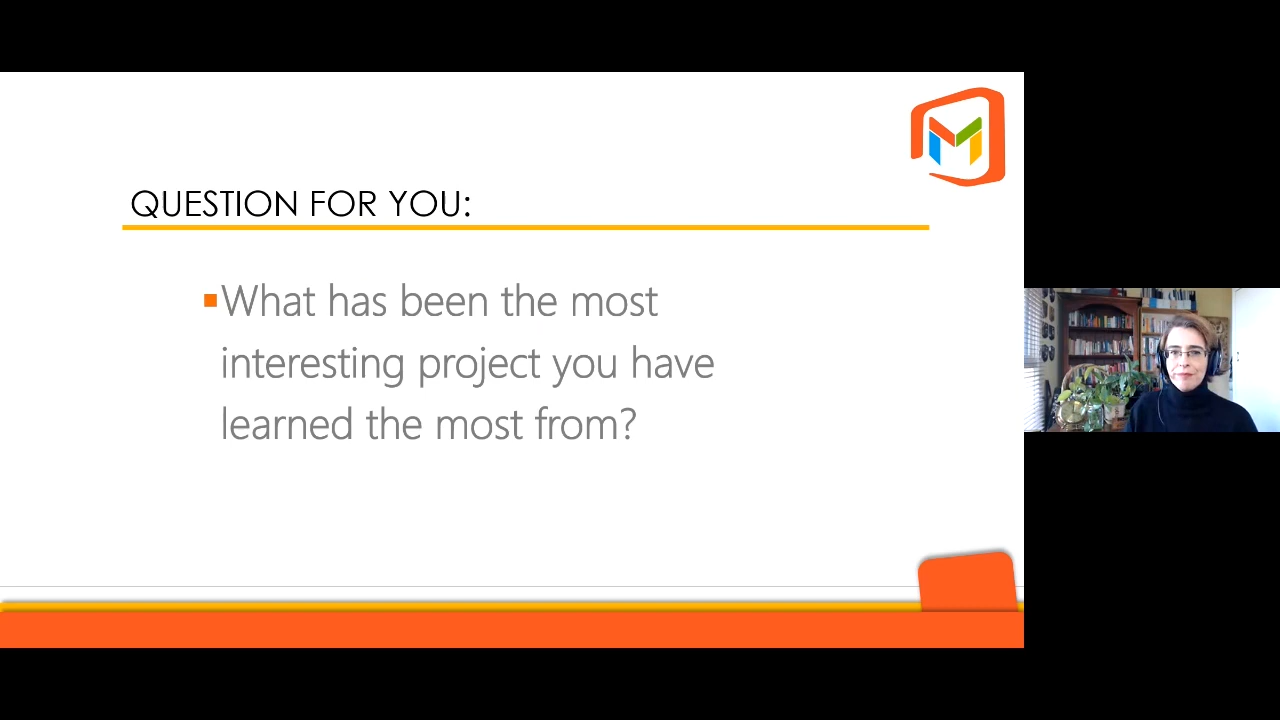 QUESTION FOR YOU:
What has been the most
interesting project you have
learned the most from?